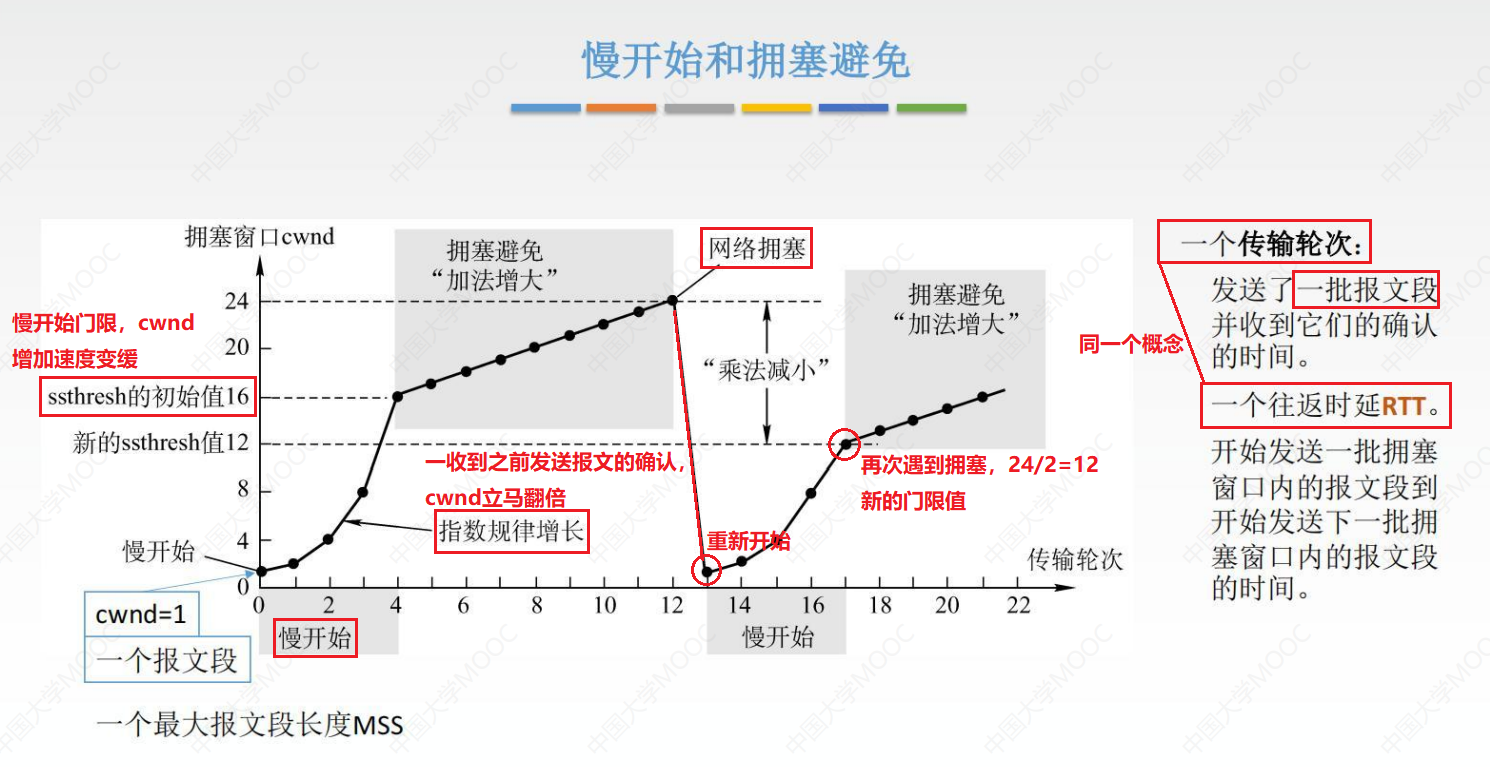 慢开始和拥塞避免
拥塞窗口cwnd
24
20
ssthresh的初始值16
新的ssthresh值12
8
4
0
慢开始门限，cwnd
增加速度变缓
拥塞避免
“加法增大”
网络拥塞
“乘法减小”
拥塞避免
“加法增大”
一收到之前发送报文的确认，
cwnd立马翻倍
指数规律增长
再次遇到拥塞，24/2=12
新的门限值
重新开始
慢开始
传输轮次
0 2 4 6 8 10 12 14 16 18 20 22
慢开始
慢开始
cwnd=1
一个报文段
一个最大报文段长度MSS
一个传输轮次：
发送了一批报文段
并收到它们的确认
的时间。
同一个概念
一个往返时延RTT。
开始发送一批拥塞
窗口内的报文段到
开始发送下一批拥
塞窗口内的报文段
的时间。
中国大学MOOC